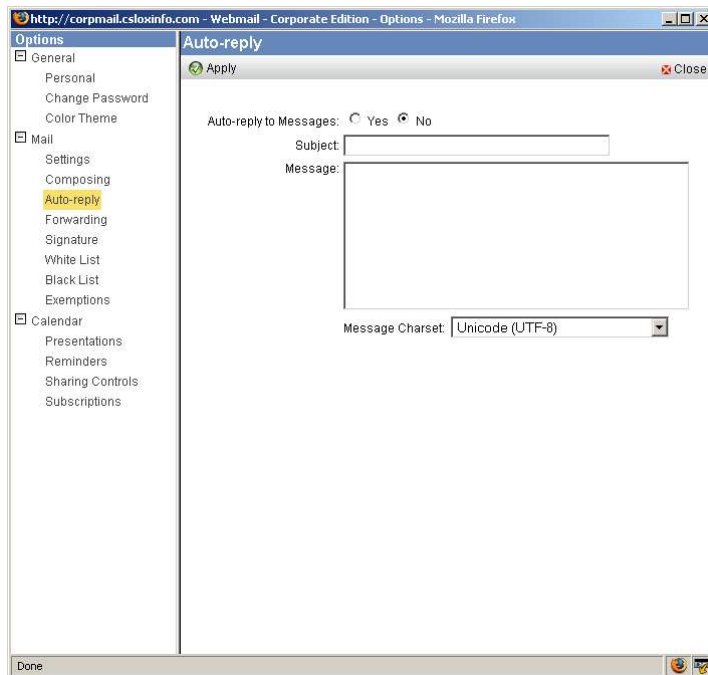 http://corpmail.csloxinfo.com - Webmail - Corporate Edition - Options - Mozilla Firefox
Options
General
Personal
Change Password
Color Theme
Mail
Settings
Composing
Auto-reply
Forwarding
Signature
White List
Black List
Exemptions
Calendar
Presentations
Reminders
Sharing Controls
Subscriptions
Auto-reply
Apply
Close
Auto-reply to Messages: Yes No
Subject:
Message:
Message Charset: Unicode (UTF-8)
Done